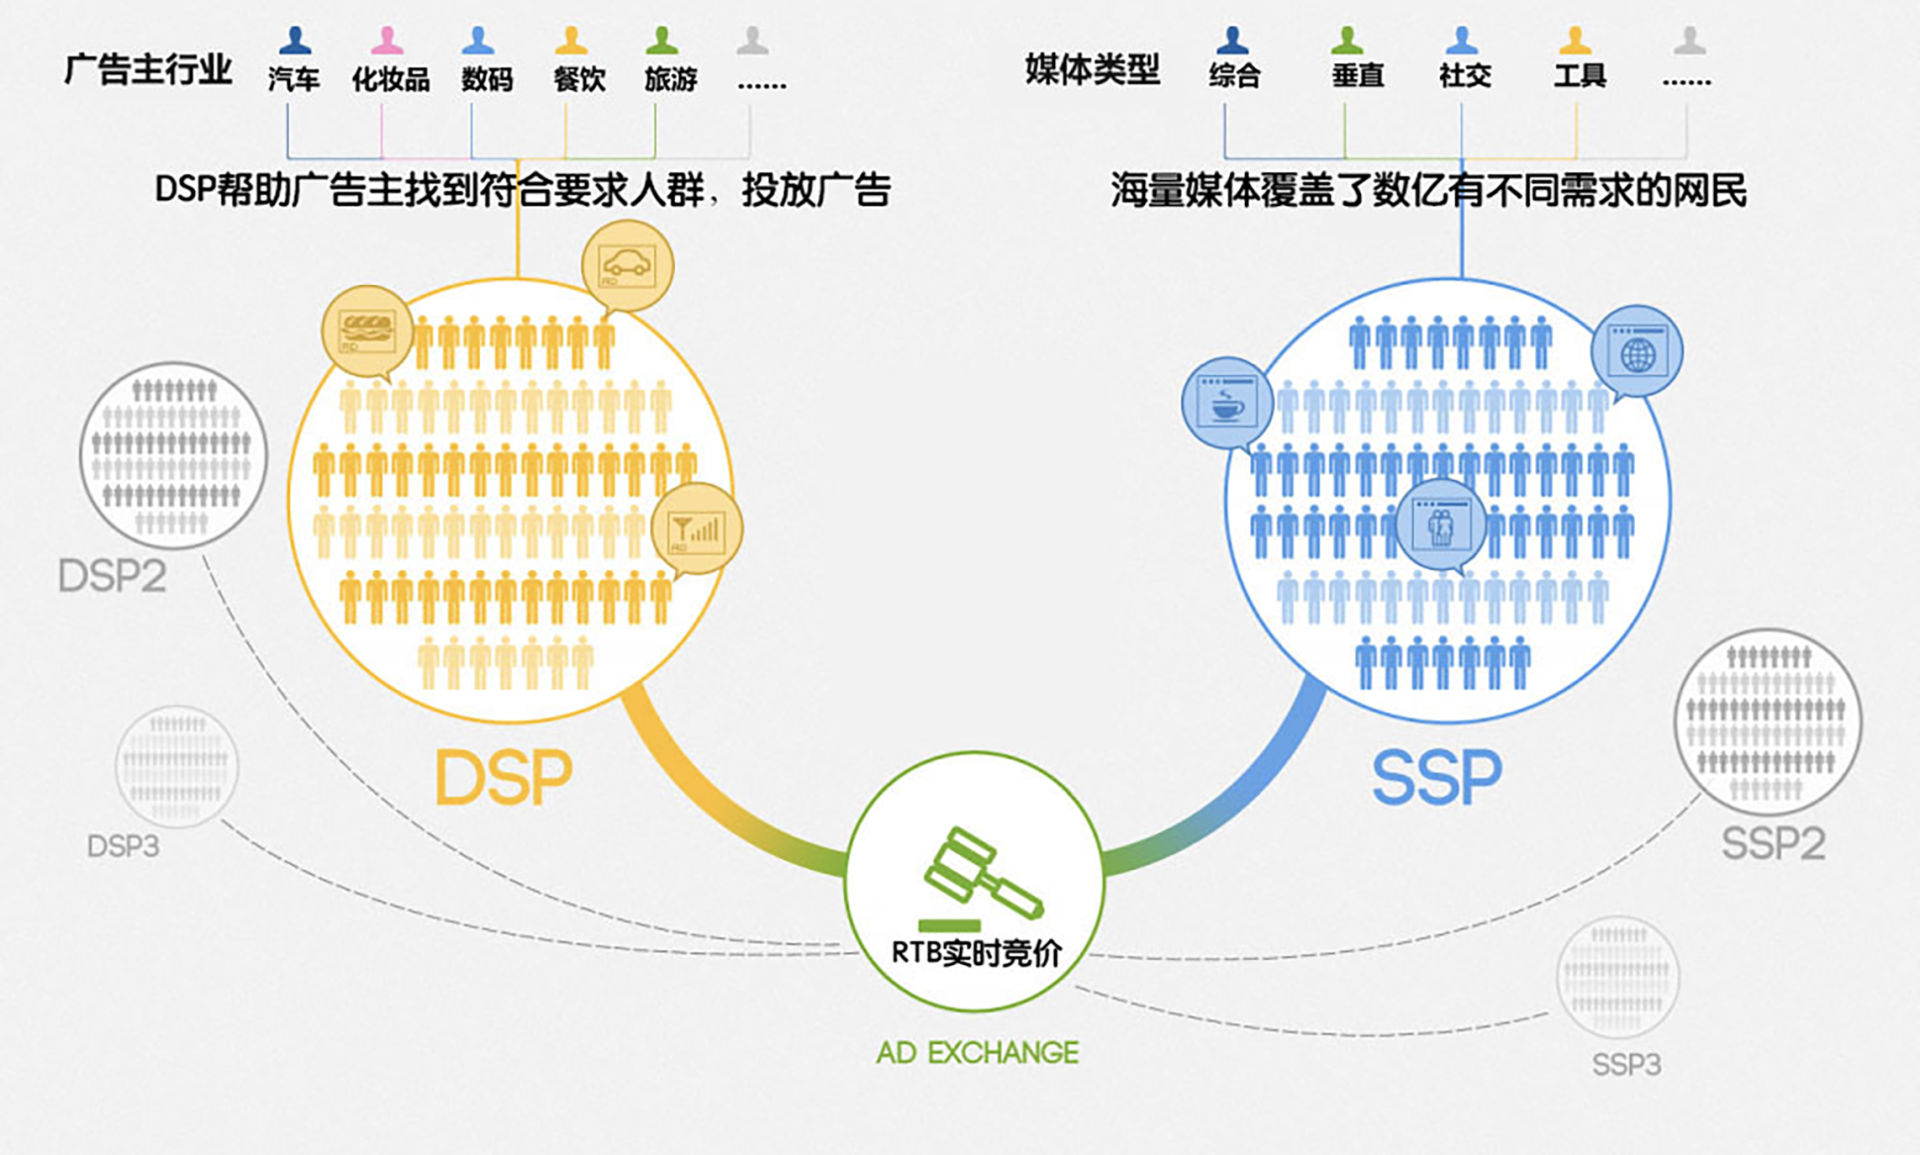 广告主行业
汽车
化妆品
数码
餐饮
旅游
……
媒体类型
综合
垂直
社交
工具
……
DSP帮助广告主找到符合要求人群，投放广告
海量媒体覆盖了数亿有不同需求的网民
AD
AD
AD
DSP2
DSP3
DSP
SSP
SSP2
SSP3
RTB实时竞价
AD EXCHANGE